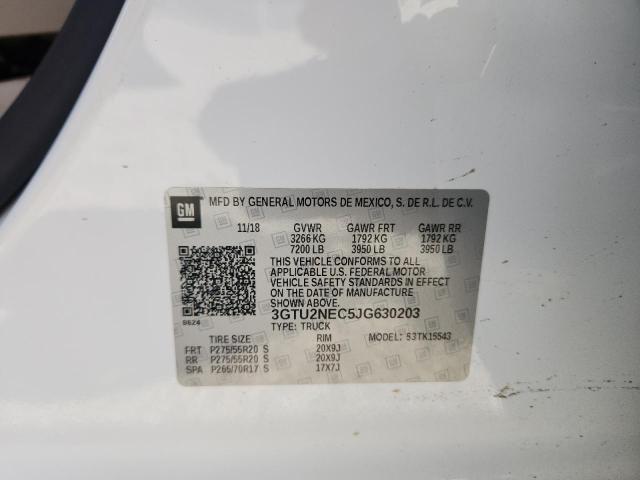 GM
MFD BY GENERAL MOTORS DE MEXICO, S. DE R.L. DE C.V.
11/18 GVWR GAWR FRT GAWR RR
3266 KG 1792 KG 1792 KG
7200 LB 3950 LB 3950 LB
THIS VEHICLE CONFORMS TO ALL
APPLICABLE U.S. FEDERAL MOTOR
VEHICLE SAFETY STANDARDS IN EFFECT
ON THE DATE OF MANUFACTURE
SHOWN ABOVE.
3GTU2NEC5JG630203
8624 TYPE: TRUCK
TIRE SIZE RIM MODEL: 53TK15543
FRT P275/55R20 S 20X9J
RR P275/55R20 S 20X9J
SPA P265/70R17 S 17X7J